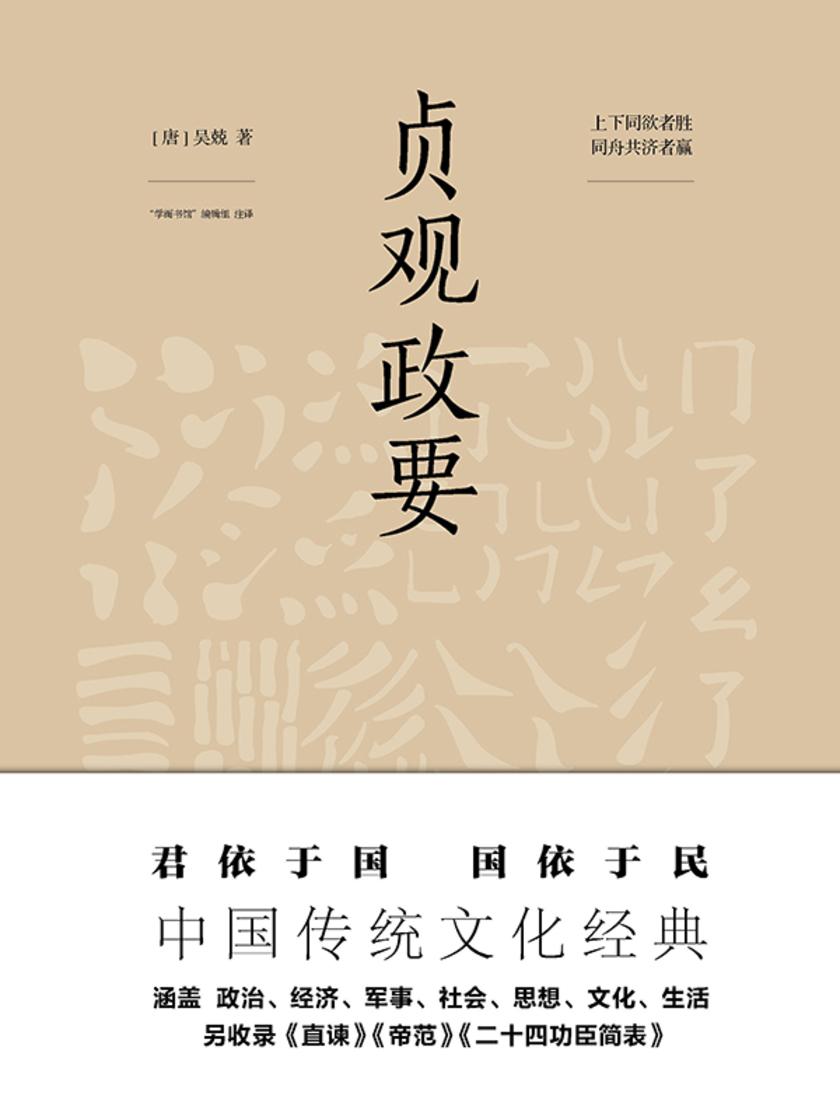 贞观政要
[唐]吴兢 著
“学而书馆”编辑组 注译
上下同欲者胜
同舟共济者赢
君依于国 国依于民
中国传统文化经典
涵盖 政治、经济、军事、社会、思想、文化、生活
另收录《直谏》《帝范》《二十四功臣简表》